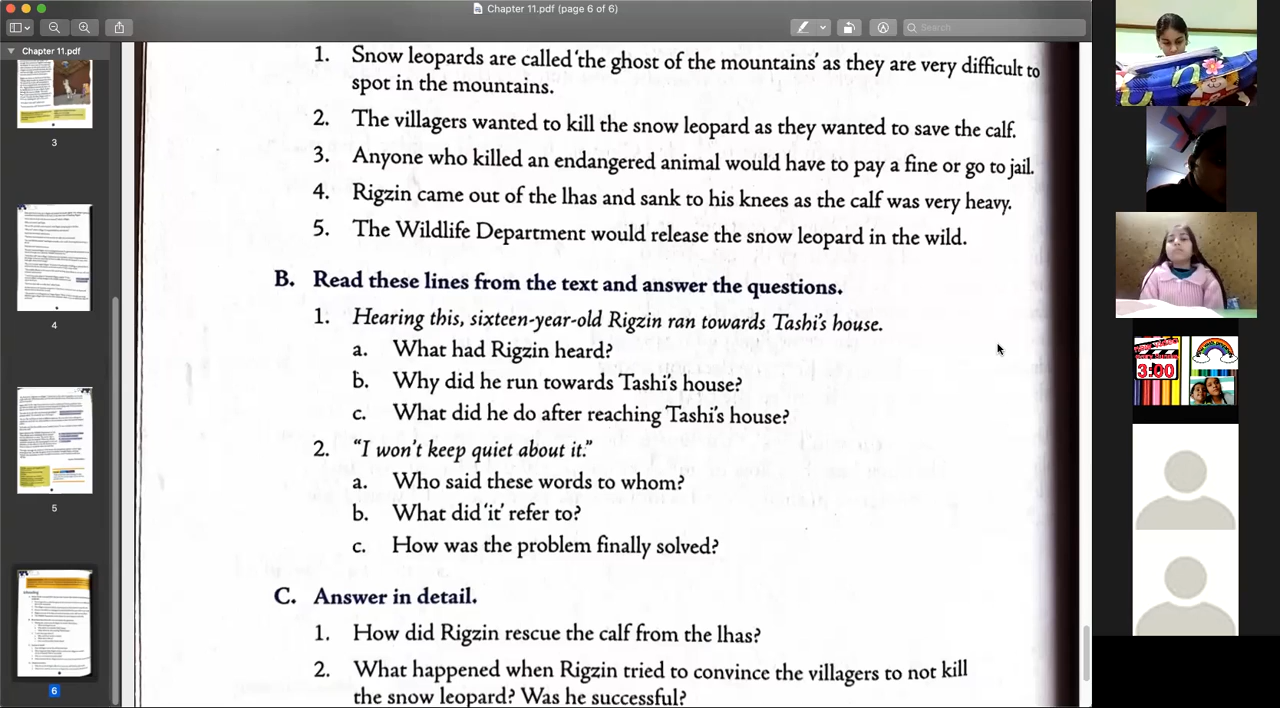 Chapter 11.pdf (page 6 of 6)
Search
Chapter 11.pdf
3
4
5
6
1. Snow leopards are called 'the ghost of the mountains' as they are very difficult to
spot in the mountains.
2. The villagers wanted to kill the snow leopard as they wanted to save the calf.
3. Anyone who killed an endangered animal would have to pay a fine or go to jail.
4. Rigzin came out of the lhas and sank to his knees as the calf was very heavy.
5. The Wildlife Department would release the snow leopard in the wild.
B. Read these lines from the text and answer the questions.
1. Hearing this, sixteen-year-old Rigzin ran towards Tashi's house.
a. What had Rigzin heard?
b. Why did he run towards Tashi's house?
c. What did he do after reaching Tashi's house?
2. "I won't keep quiet about it."
a. Who said these words to whom?
b. What did 'it' refer to?
c. How was the problem finally solved?
C. Answer in detail.
1. How did Rigzin rescue the calf from the lhas?
2. What happened when Rigzin tried to convince the villagers to not kill
the snow leopard? Was he successful?
3:00